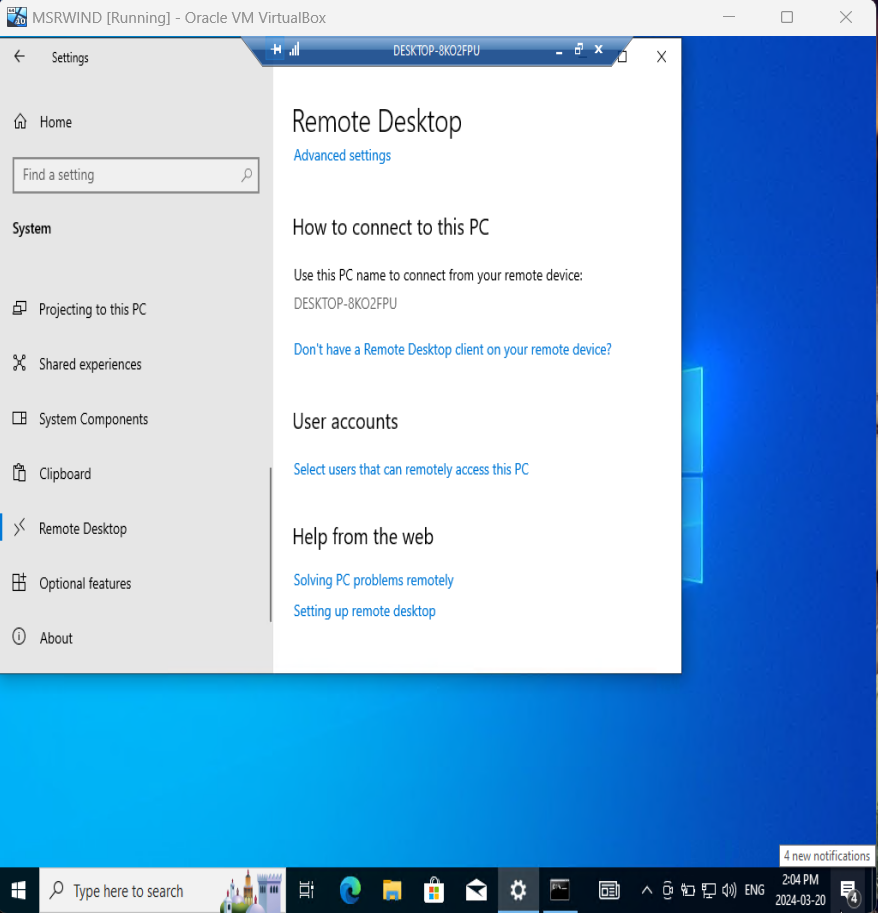 MSRWIND [Running] - Oracle VM VirtualBox
DESKTOP-8KO2FPU
Settings
Home
Find a setting
System
Projecting to this PC
Shared experiences
System Components
Clipboard
Remote Desktop
Optional features
About
Remote Desktop
Advanced settings
How to connect to this PC
Use this PC name to connect from your remote device:
DESKTOP-8KO2FPU
Don't have a Remote Desktop client on your remote device?
User accounts
Select users that can remotely access this PC
Help from the web
Solving PC problems remotely
Setting up remote desktop
4 new notifications
Type here to search
ENG
2:04 PM
2024-03-20
4